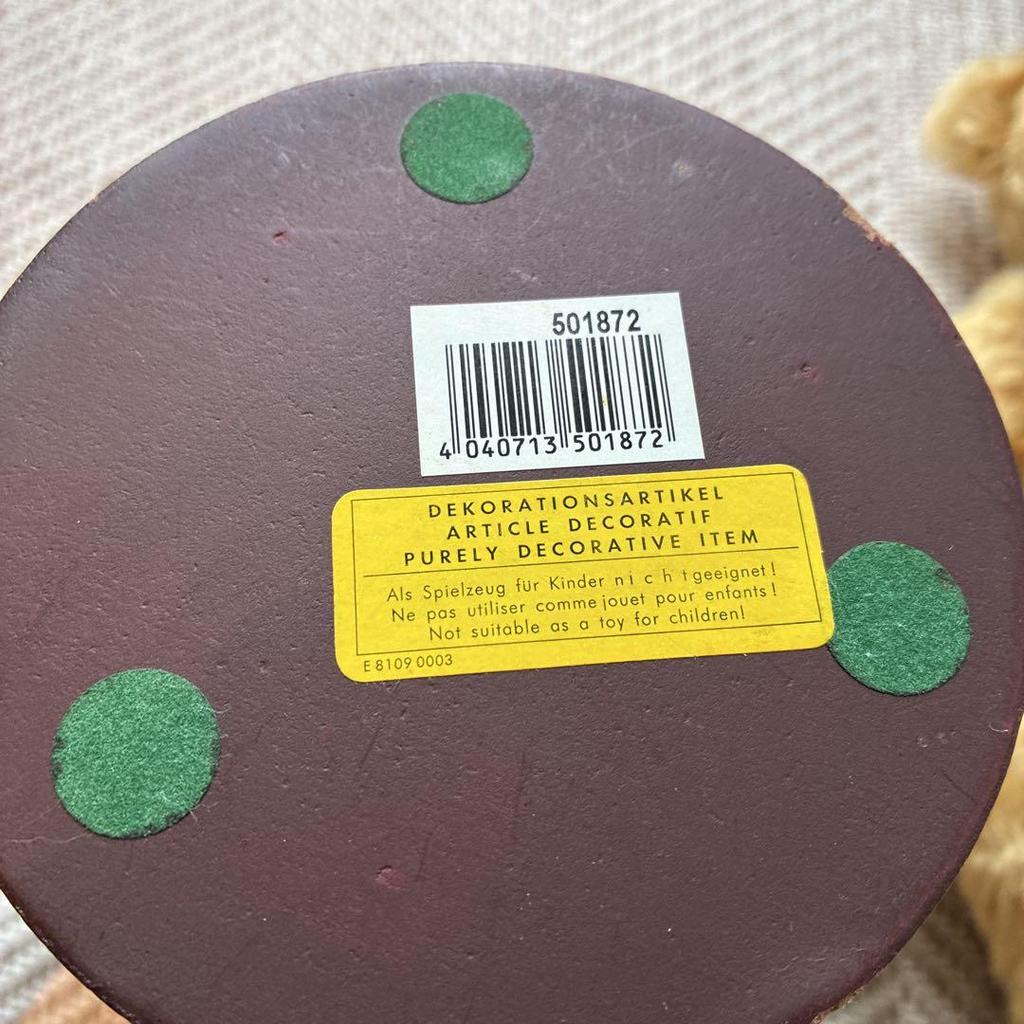 501872
4 040713 501872
DEKORATIONSARTIKEL
ARTICLE DECORATIF
PURELY DECORATIVE ITEM
Als Spielzeug für Kinder n i c h t geeignet!
Ne pas utiliser comme jouet pour enfants!
Not suitable as a toy for children!
E 8109 0003